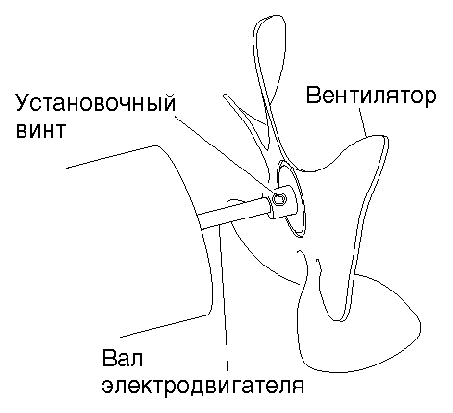 Установочный
винт
Вентилятор
Вал
электродвигателя